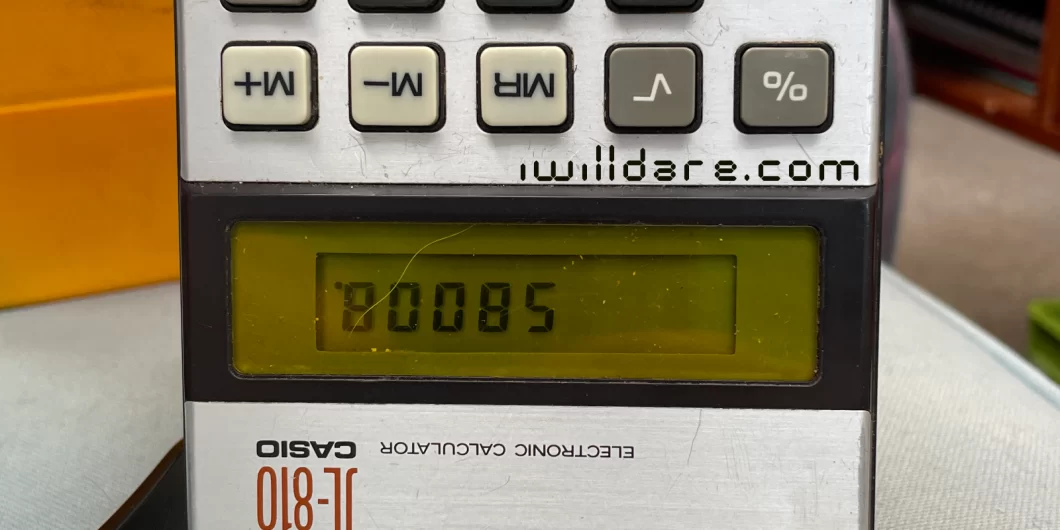 M+ M− MR √ %
iwilldare.com
80085
CASIO ELECTRONIC CALCULATOR
JL-810